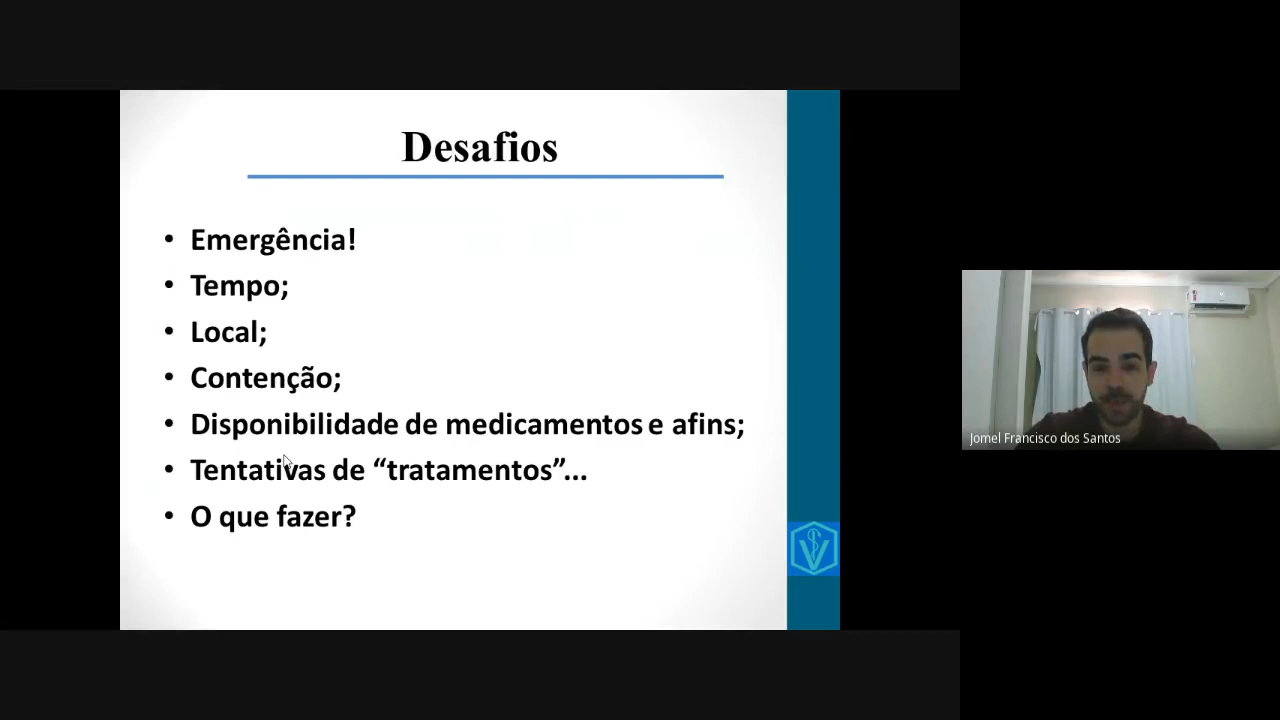 Desafios
• Emergência!
• Tempo;
• Local;
• Contenção;
• Disponibilidade de medicamentos e afins;
• Tentativas de “tratamentos”...
• O que fazer?
Jomel Francisco dos Santos